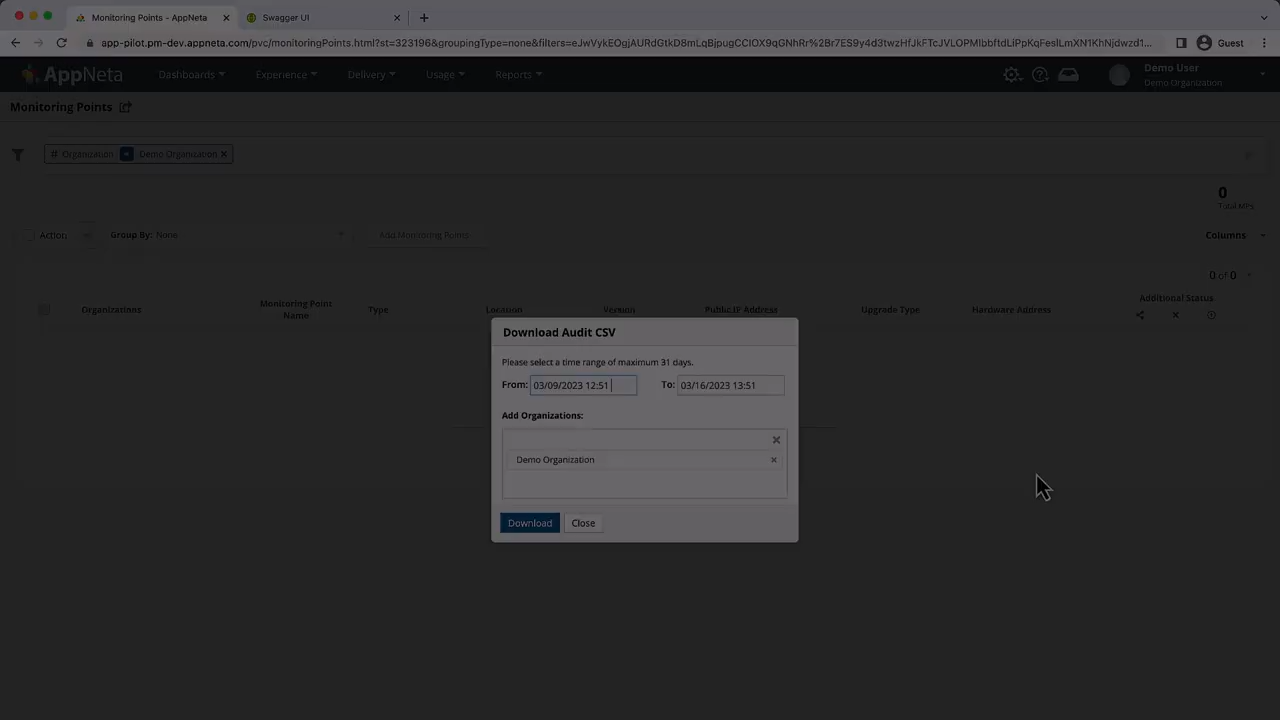 Monitoring Points - AppNeta
Swagger UI
app-pilot.pm-dev.appneta.com/pvc/monitoringPoints.html?st=323196&groupingType=none&filters=
Guest
AppNeta
Dashboards
Experience
Delivery
Usage
Reports
Demo User
Demo Organization
Monitoring Points
# Organization = Demo Organization
0
Total MPs
Action
Group By: None
Add Monitoring Points
Columns
0 of 0
Organizations
Monitoring Point Name
Type
Location
Version
Public IP Address
Upgrade Type
Hardware Address
Additional Status
Download Audit CSV
Please select a time range of maximum 31 days.
From: 03/09/2023 12:51
To: 03/16/2023 13:51
Add Organizations:
Demo Organization
Download
Close